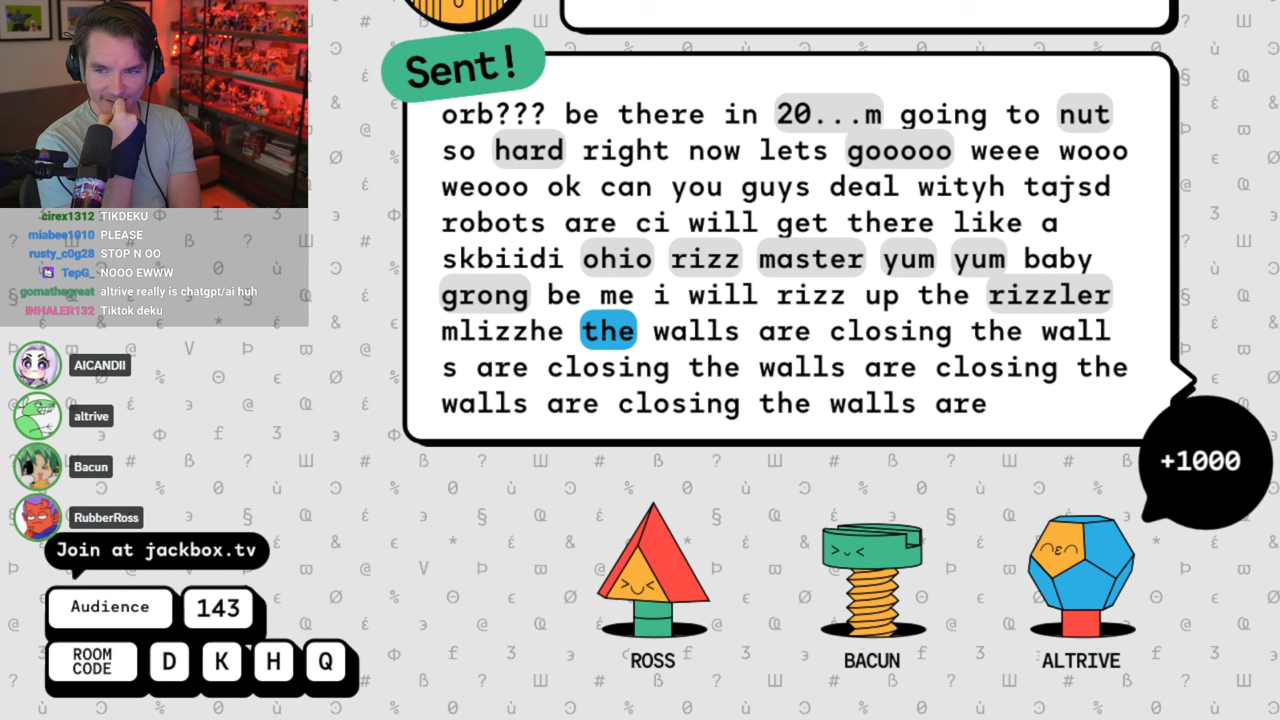 Sent!
orb??? be there in 20...m going to nut
so hard right now lets gooooo weee wooo
weooo ok can you guys deal wityh tajsd
robots are ci will get there like a
skbiidi ohio rizz master yum yum baby
grong be me i will rizz up the rizzler
mlizzhe the walls are closing the wall
s are closing the walls are closing the
walls are closing the walls are
+1000
cirex1312 TIKDEKU
miabee1010 PLEASE
rusty_c0g28 STOP N OO
TepG_ NOOO EWWW
gomathegreat altrive really is chatgpt/ai huh
INHALER132 Tiktok deku
AICANDII
altrive
Bacun
RubberRoss
Join at jackbox.tv
Audience 143
ROOM CODE D K H Q
ROSS
BACUN
ALTRIVE